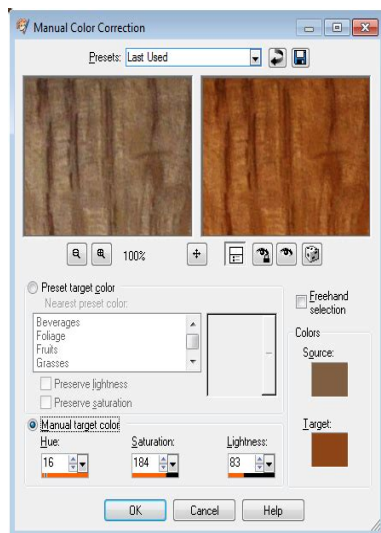 Manual Color Correction
Presets: Last Used
100%
Preset target color
Nearest preset color:
Beverages
Foliage
Fruits
Grasses
Preserve lightness
Preserve saturation
Freehand selection
Colors
Source:
Target:
Manual target color
Hue: Saturation: Lightness:
16 184 83
OK Cancel Help